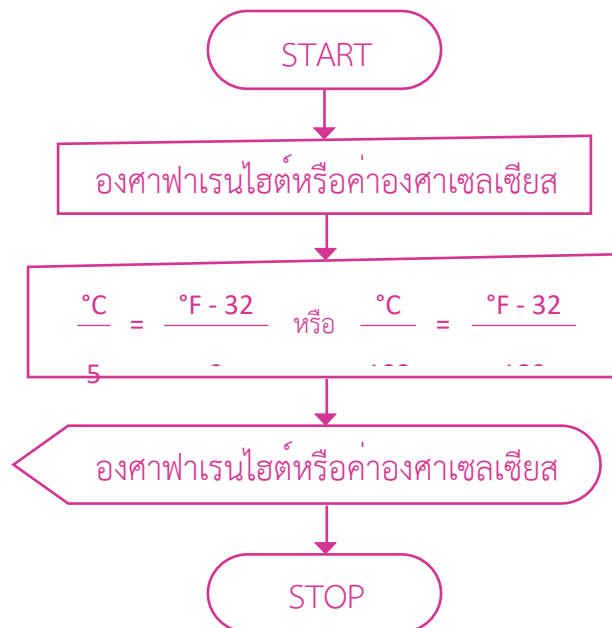 START
องศาฟาเรนไฮต์หรือค่าองศาเซลเซียส
°C = °F - 32 หรือ °C = °F - 32
5
องศาฟาเรนไฮต์หรือค่าองศาเซลเซียส
STOP